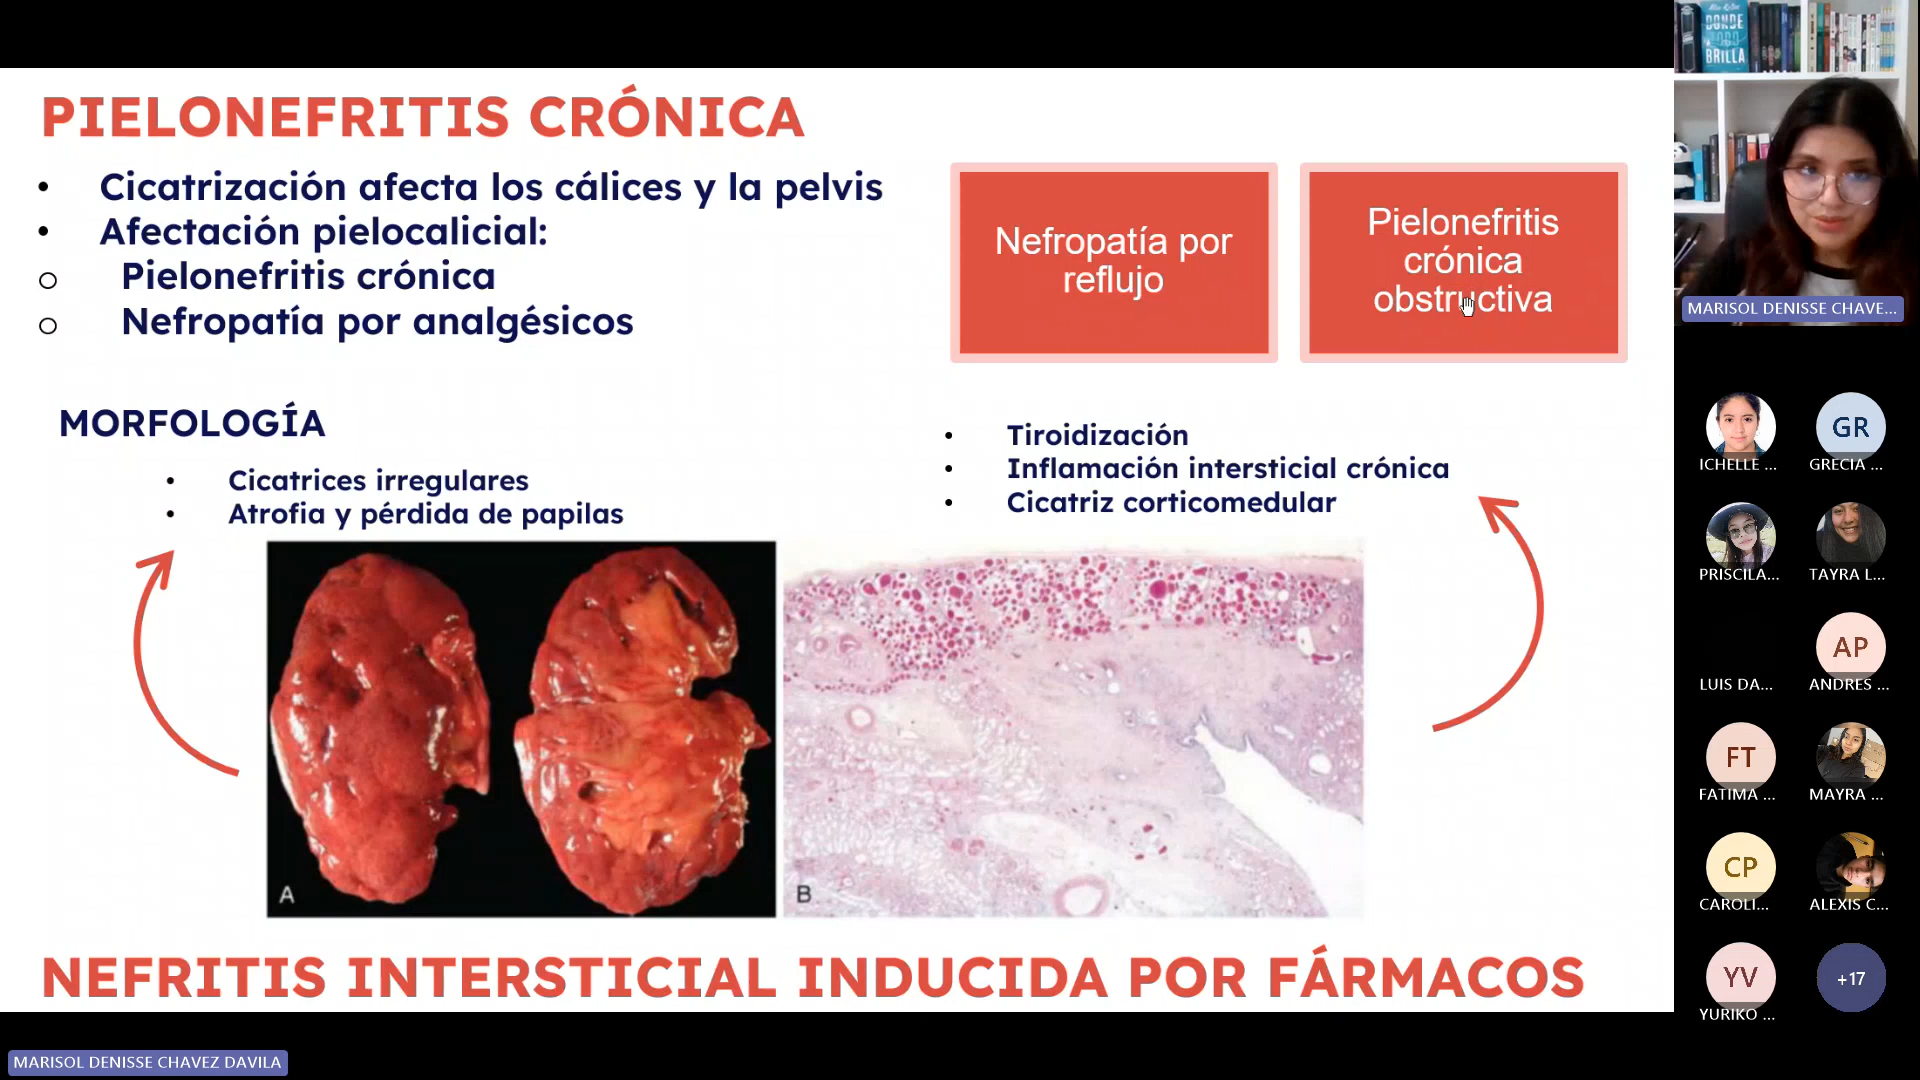 PIELONEFRITIS CRÓNICA
• Cicatrización afecta los cálices y la pelvis
• Afectación pielocalicial:
○ Pielonefritis crónica
○ Nefropatía por analgésicos
Nefropatía por
reflujo
Pielonefritis
crónica
obstructiva
MORFOLOGÍA
• Cicatrices irregulares
• Atrofia y pérdida de papilas
• Tiroidización
• Inflamación intersticial crónica
• Cicatriz corticomedular
A
B
NEFRITIS INTERSTICIAL INDUCIDA POR FÁRMACOS
MARISOL DENISSE CHAVEZ DAVILA
DONDE
BRILLA
MARISOL DENISSE CHAVE...
ICHELLE ...
GR
GRECIA ...
PRISCILA...
TAYRA L...
LUIS DA...
AP
ANDRES ...
FT
FATIMA ...
MAYRA ...
CP
CAROLI...
ALEXIS C...
YV
YURIKO ...
+17